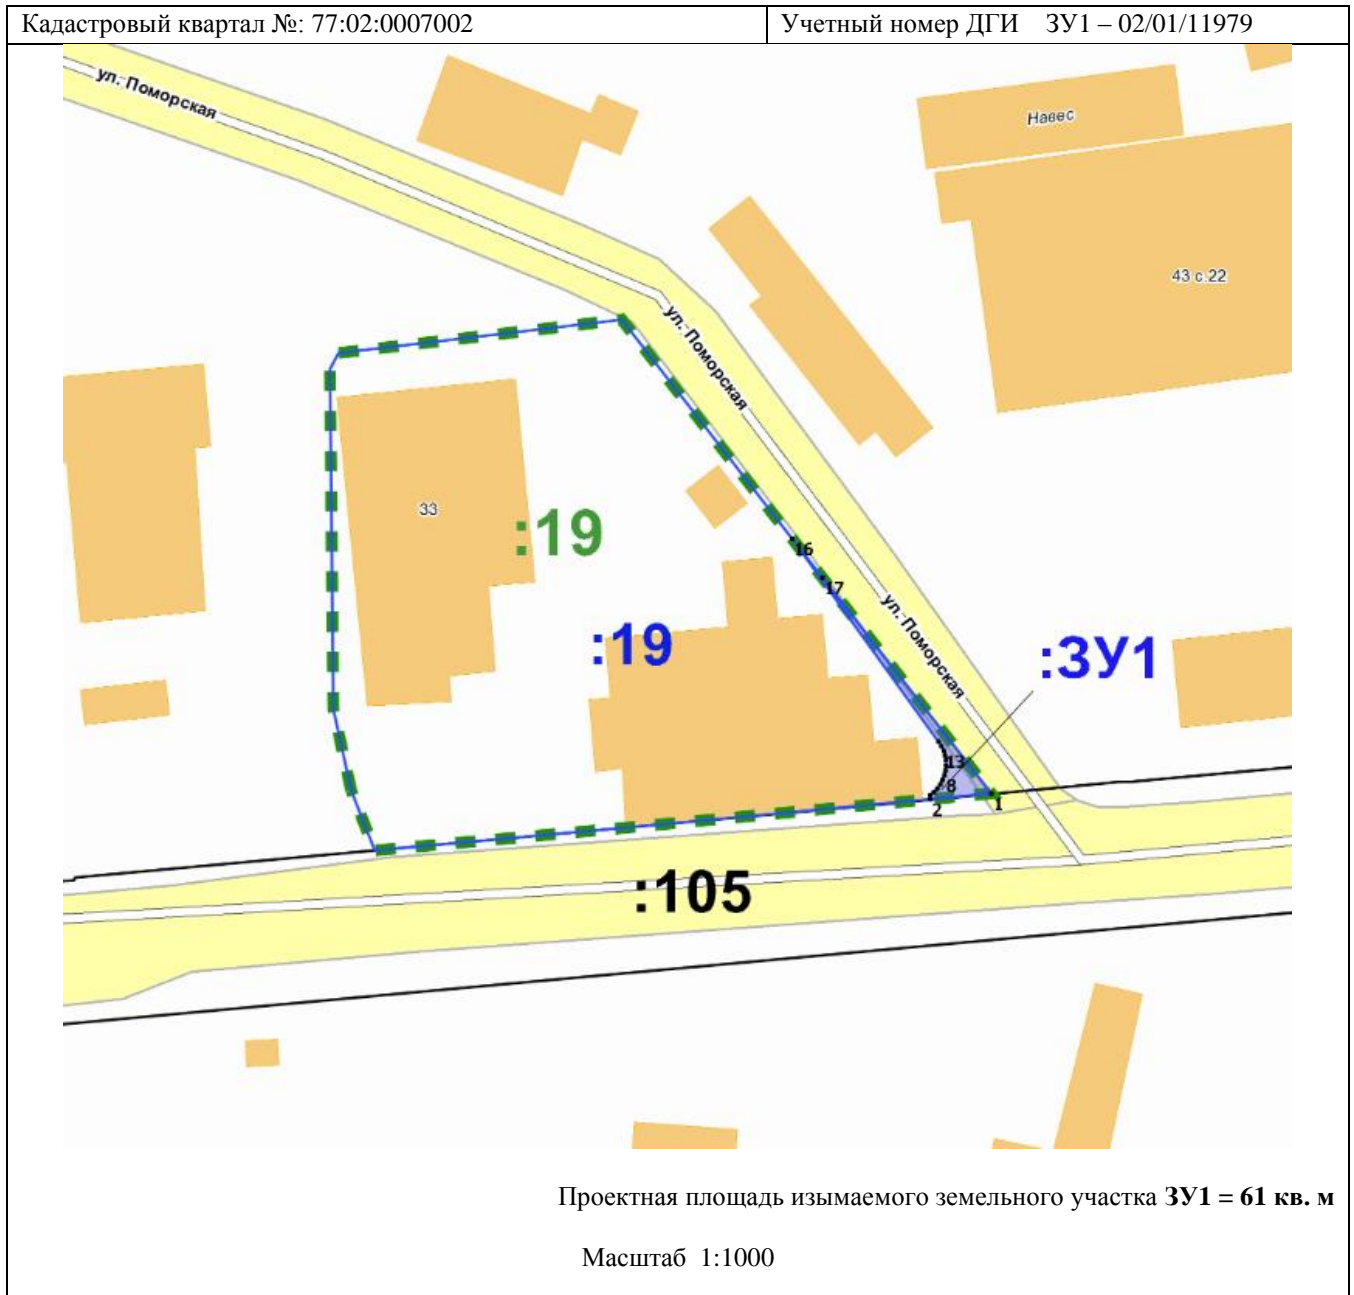 Кадастровый квартал №: 77:02:0007002
Учетный номер ДГИ ЗУ1 – 02/01/11979
ул. Поморская
Навес
43 с.22
ул. Поморская
33
:19
16
17
ул. Поморская
:19
:ЗУ1
13
8
2
1
:105
Проектная площадь изымаемого земельного участка ЗУ1 = 61 кв. м
Масштаб 1:1000